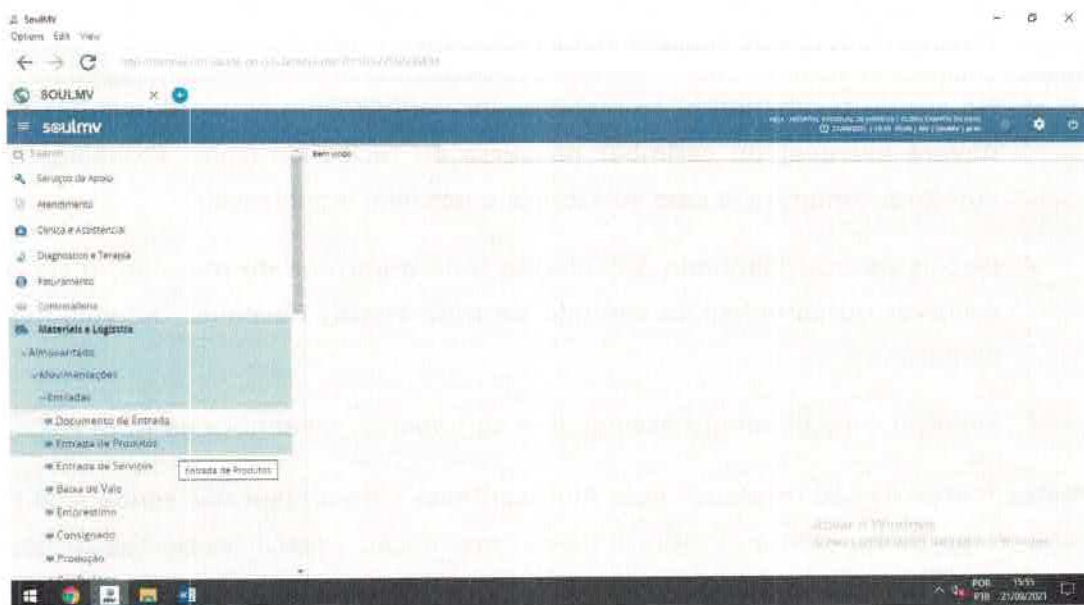 SoulMV
Options Edit View
SOULMV
soulmv
Search
Bem vindo
Serviços de Apoio
Atendimento
Clínica e Assistencial
Diagnóstico e Terapia
Faturamento
Controladoria
Materiais e Logística
Almoxarifado
Movimentações
Entradas
Documento de Entrada
Entrada de Produtos
Entrada de Serviços
Entrada de Produtos
Baixa de Vale
Empréstimo
Consignado
Produção
Ativar o Windows
POR 15:55
PTB 21/09/2021